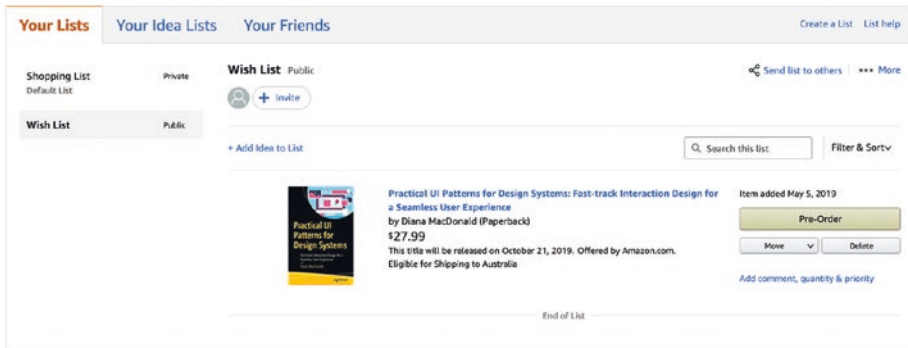 Your Lists
Your Idea Lists
Your Friends
Create a List
List help
Shopping List
Private
Default List
Wish List
Public
Wish List Public
Send list to others
••• More
+ Invite
+ Add Idea to List
Search this list
Filter & Sort
Practical UI
Patterns for
Design Systems
Practical UI Patterns for Design Systems: Fast-track Interaction Design for
a Seamless User Experience
by Diana MacDonald (Paperback)
$27.99
This title will be released on October 21, 2019. Offered by Amazon.com.
Eligible for Shipping to Australia
Item added May 5, 2019
Pre-Order
Move
Delete
Add comment, quantity & priority
End of List